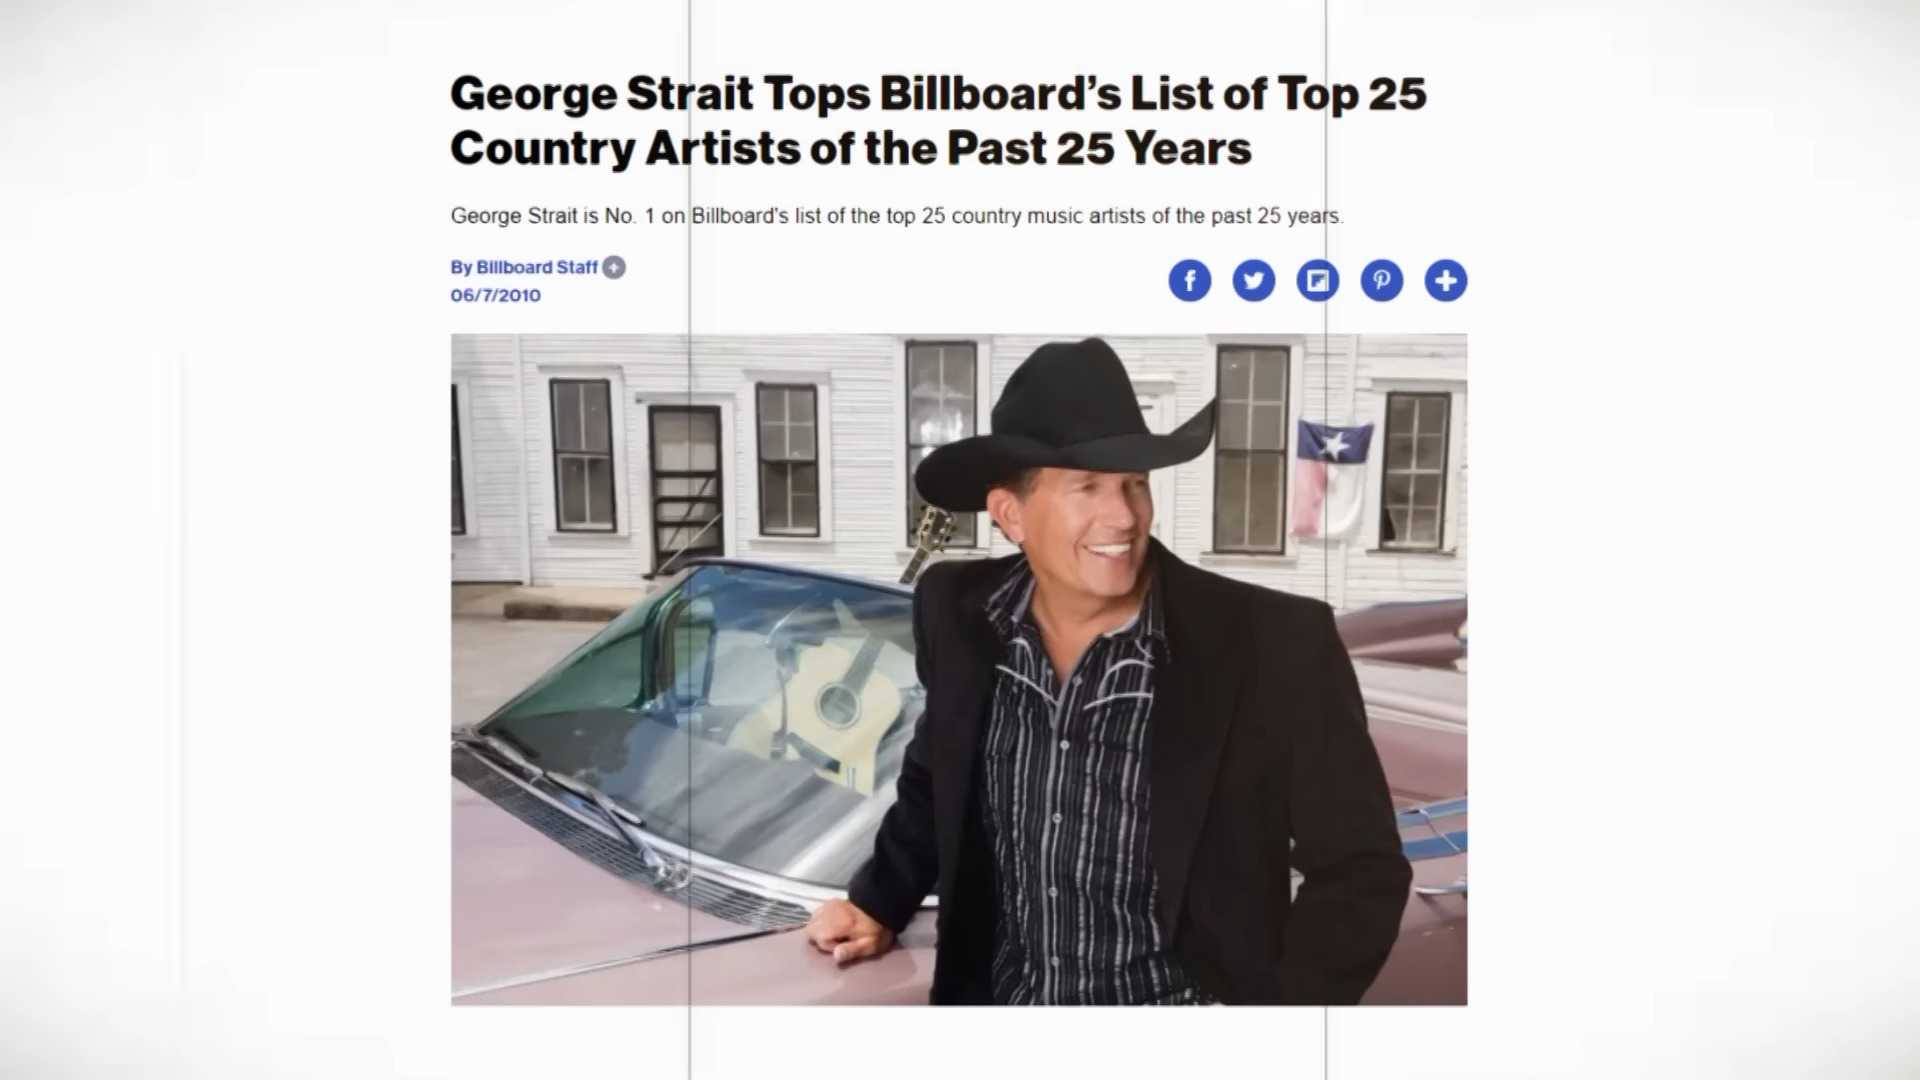 George Strait Tops Billboard’s List of Top 25
Country Artists of the Past 25 Years
George Strait is No. 1 on Billboard's list of the top 25 country music artists of the past 25 years.
By Billboard Staff
06/7/2010